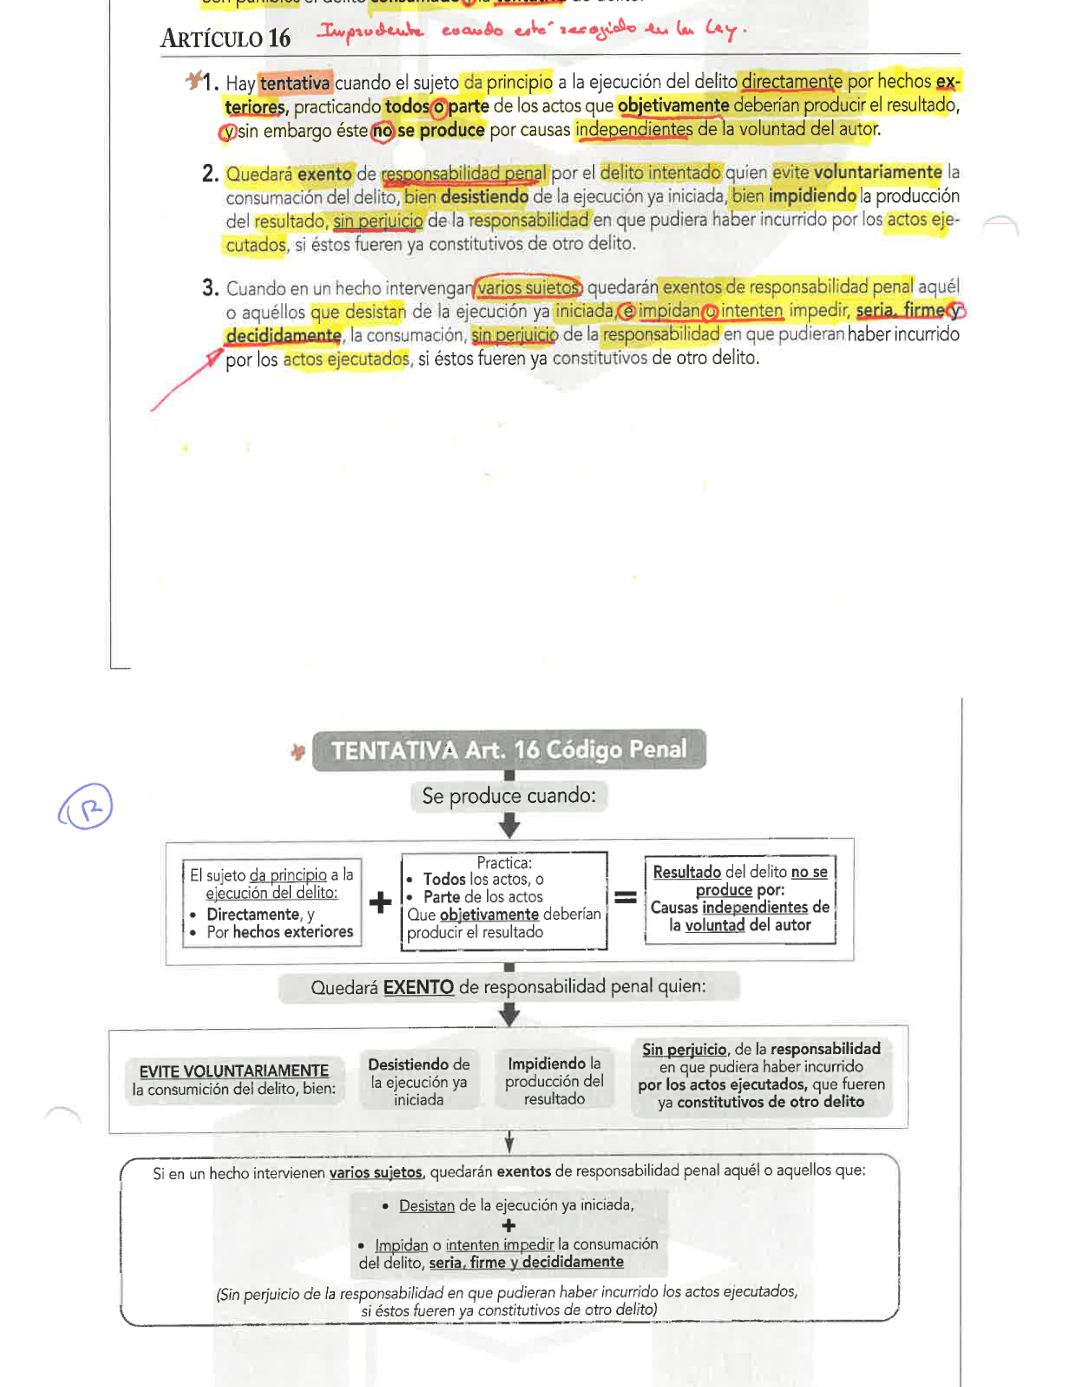 consumado y la tentativa de delito.
ARTÍCULO 16 Imprudente cuando esté recogido en la Ley.
1. Hay tentativa cuando el sujeto da principio a la ejecución del delito directamente por hechos ex-
teriores, practicando todos o parte de los actos que objetivamente deberían producir el resultado,
y sin embargo éste no se produce por causas independientes de la voluntad del autor.
2. Quedará exento de responsabilidad penal por el delito intentado quien evite voluntariamente la
consumación del delito, bien desistiendo de la ejecución ya iniciada, bien impidiendo la producción
del resultado, sin perjuicio de la responsabilidad en que pudiera haber incurrido por los actos eje-
cutados, si éstos fueren ya constitutivos de otro delito.
3. Cuando en un hecho intervengan varios sujetos, quedarán exentos de responsabilidad penal aquél
o aquéllos que desistan de la ejecución ya iniciada, e impidan o intenten impedir, seria, firme y
decididamente, la consumación, sin perjuicio de la responsabilidad en que pudieran haber incurrido
por los actos ejecutados, si éstos fueren ya constitutivos de otro delito.
TENTATIVA Art. 16 Código Penal
Se produce cuando:
El sujeto da principio a la
ejecución del delito:
• Directamente, y
• Por hechos exteriores
+
Practica:
• Todos los actos, o
• Parte de los actos
Que objetivamente deberían
producir el resultado
=
Resultado del delito no se
produce por:
Causas independientes de
la voluntad del autor
Quedará EXENTO de responsabilidad penal quien:
EVITE VOLUNTARIAMENTE
la consumición del delito, bien:
Desistiendo de
la ejecución ya
iniciada
Impidiendo la
producción del
resultado
Sin perjuicio, de la responsabilidad
en que pudiera haber incurrido
por los actos ejecutados, que fueren
ya constitutivos de otro delito
Si en un hecho intervienen varios sujetos, quedarán exentos de responsabilidad penal aquél o aquellos que:
• Desistan de la ejecución ya iniciada,
+
• Impidan o intenten impedir la consumación
del delito, seria, firme y decididamente
(Sin perjuicio de la responsabilidad en que pudieran haber incurrido los actos ejecutados,
si éstos fueren ya constitutivos de otro delito)